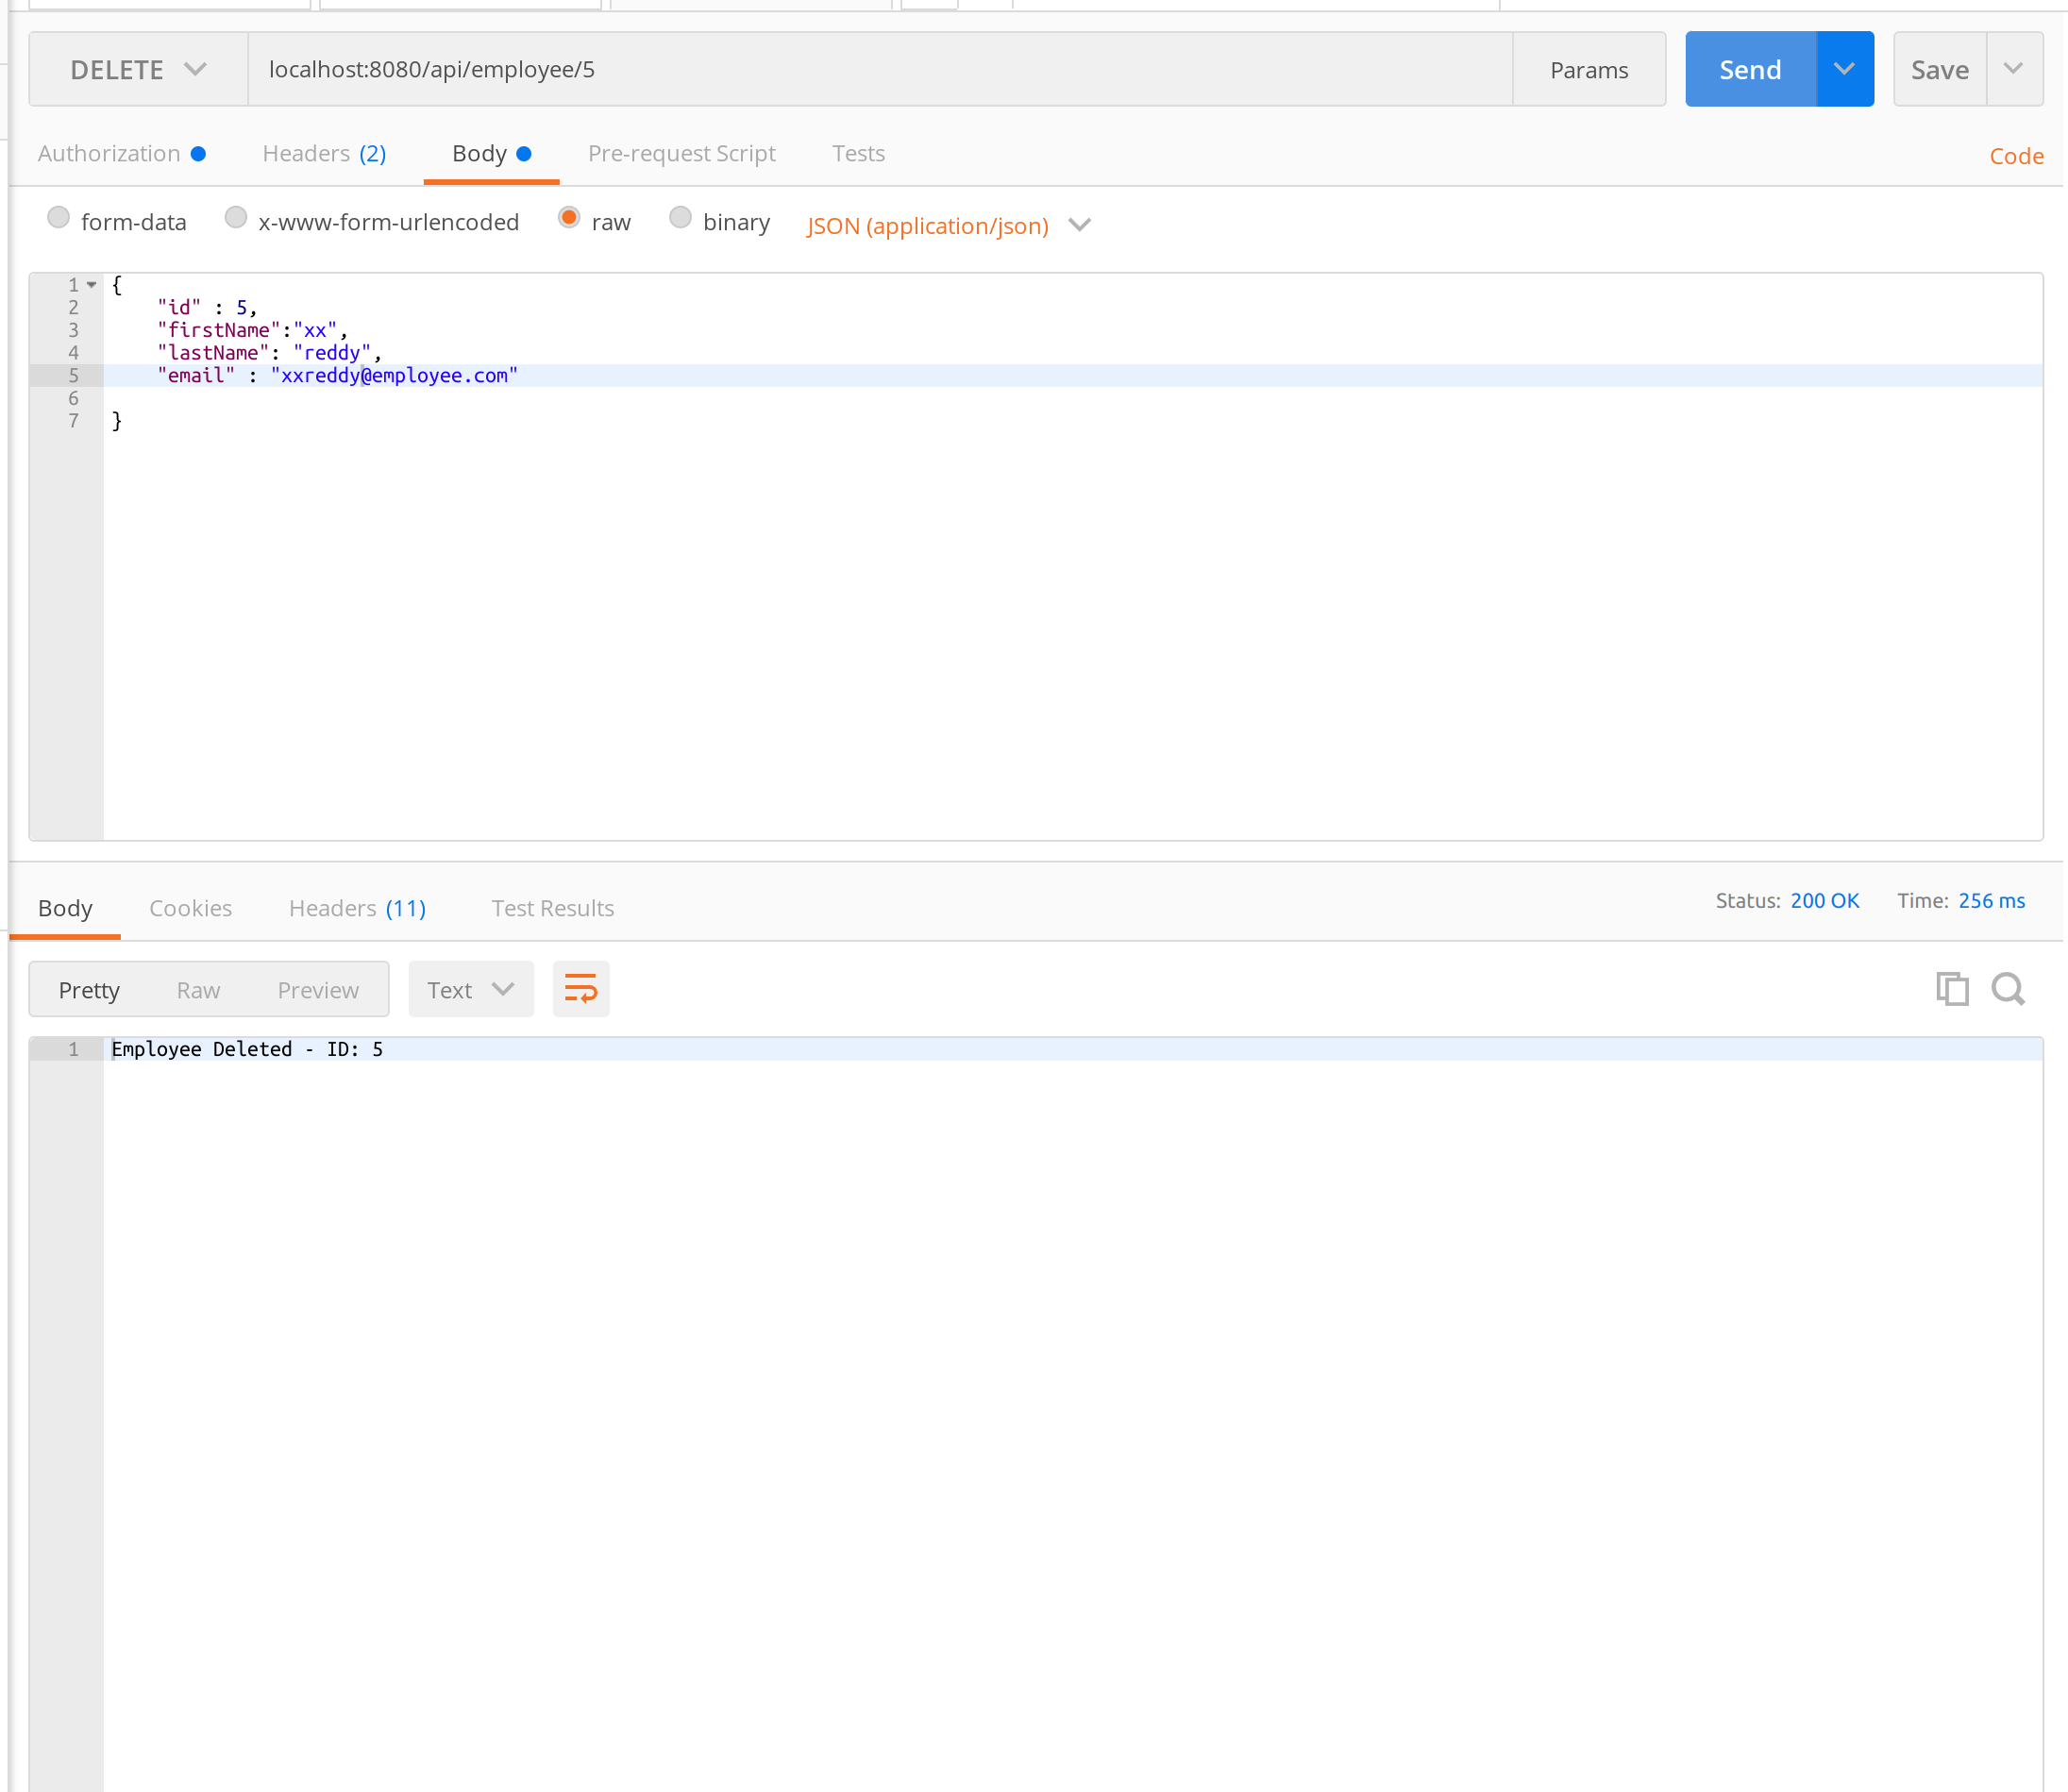 DELETE localhost:8080/api/employee/5 Params Send Save
Authorization Headers (2) Body Pre-request Script Tests Code
form-data x-www-form-urlencoded raw binary JSON (application/json)
1 {
2 "id" : 5,
3 "firstName":"xx",
4 "lastName": "reddy",
5 "email" : "xxreddy@employee.com"
6
7 }
Body Cookies Headers (11) Test Results Status: 200 OK Time: 256 ms
Pretty Raw Preview Text
1 Employee Deleted - ID: 5